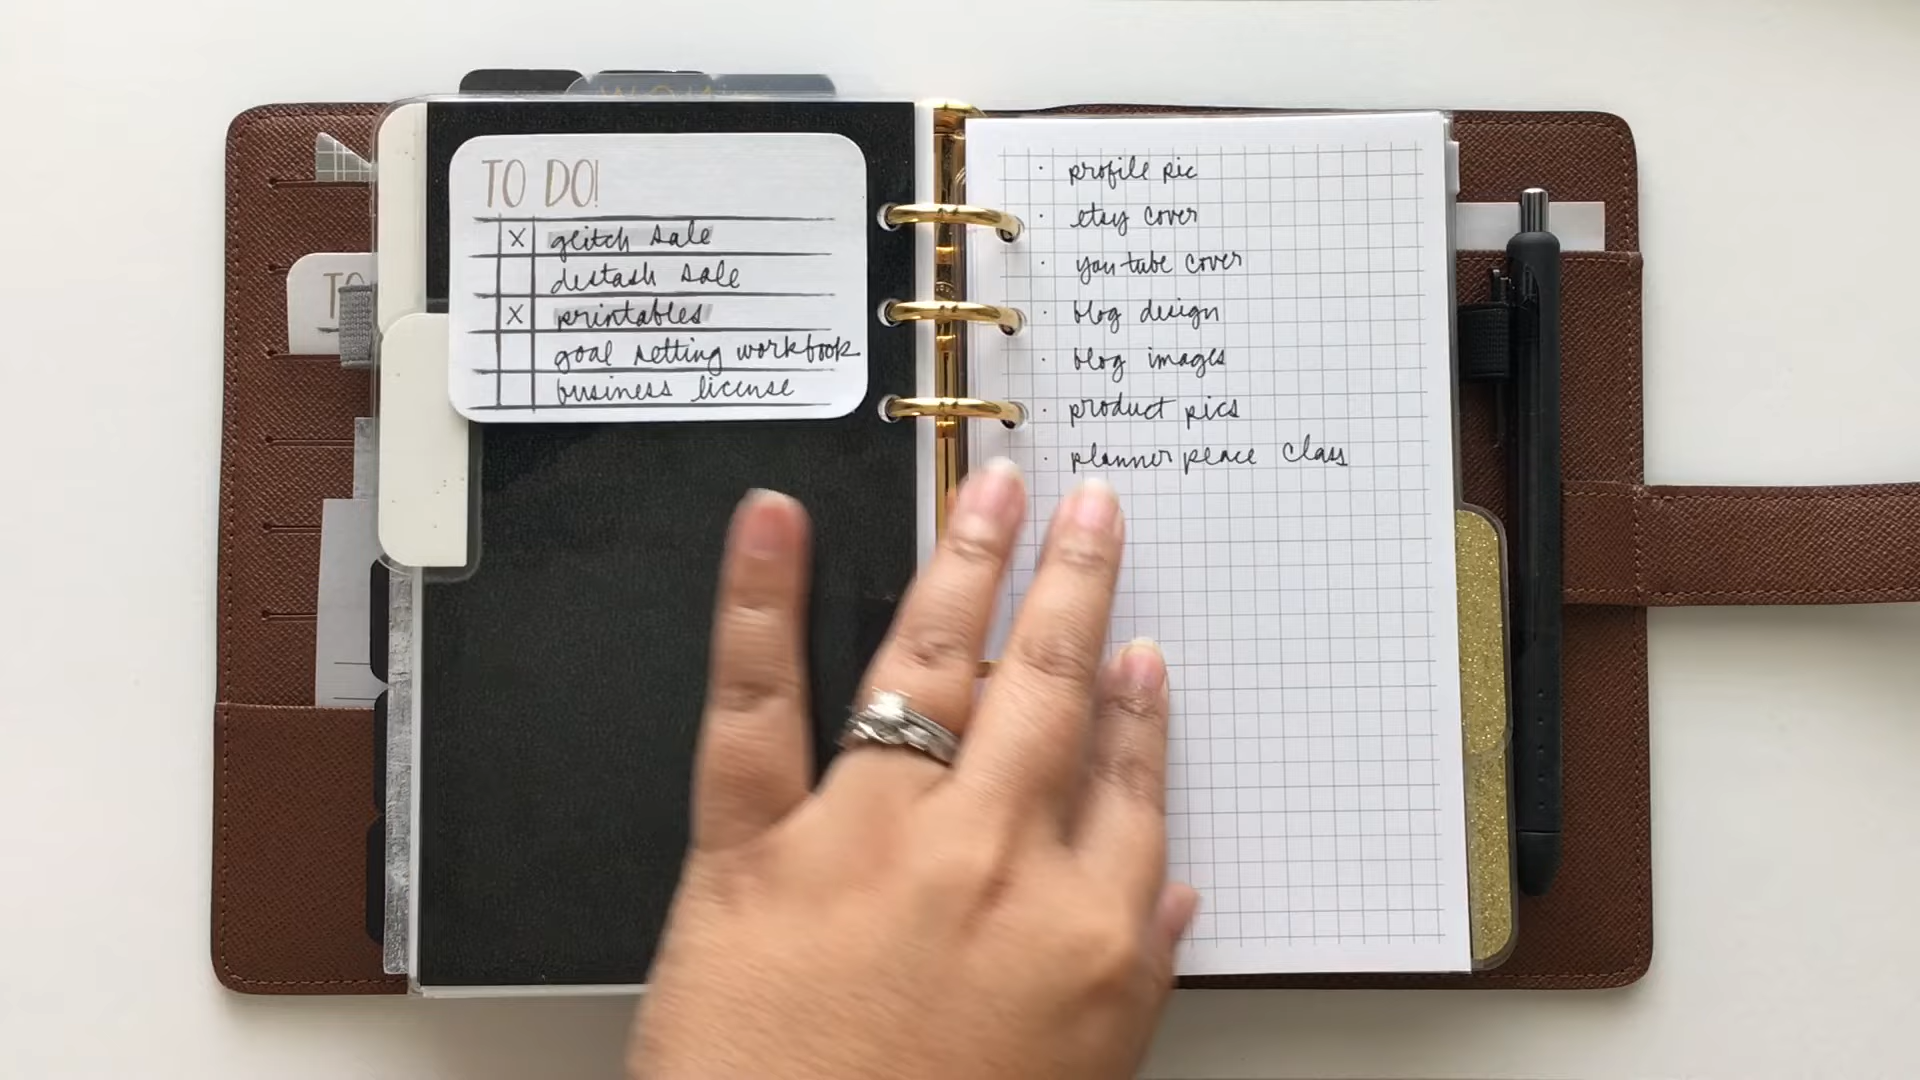 TO DO!
X glitch sale
destash sale
X printables
goal setting workbook
business license
· profile pic
· etsy cover
· youtube cover
· blog design
· blog images
· product pics
· planner peace class
TO